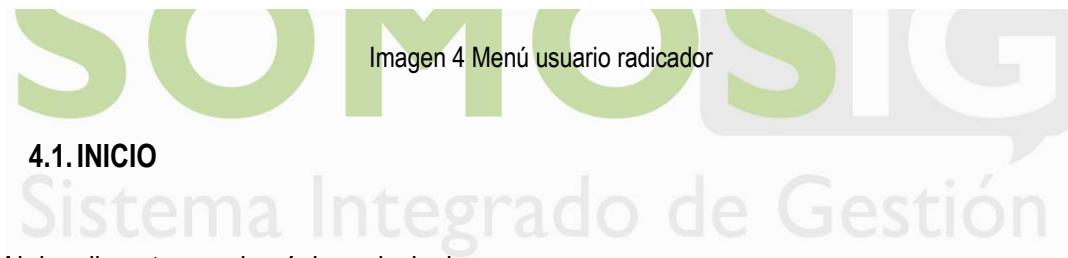 SOMOSIG
Imagen 4 Menú usuario radicador
4.1. INICIO
Sistema Integrado de Gestión